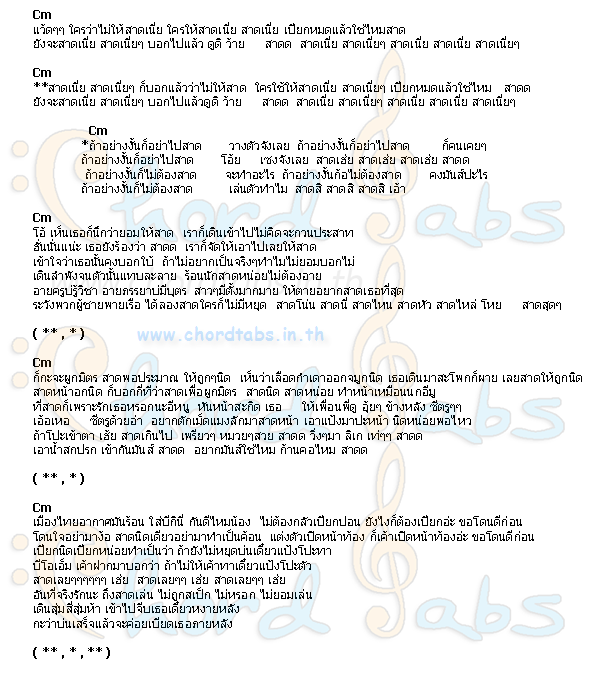 Cm
แว้ดๆๆ ใครว่าไม่ให้สาดเนี่ย ใครให้สาดเนี่ย สาดเนี่ย เปียกหมดแล้วใช่ไหมสาด
ยังจะสาดเนี่ย สาดเนี่ยๆ บอกไปแล้ว ดูดิ ว้าย สาดด สาดเนี่ย สาดเนี่ยๆ สาดเนี่ย สาดเนี่ย สาดเนี่ยๆ
Cm
**สาดเนี่ย สาดเนี่ยๆ ก็บอกแล้วว่าไม่ให้สาด ใครใช้ให้สาดเนี่ย สาดเนี่ยๆ เปียกหมดแล้วใช่ไหม สาดด
ยังจะสาดเนี่ย สาดเนี่ยๆ บอกไปแล้วดูดิ ว้าย สาดด สาดเนี่ย สาดเนี่ยๆ สาดเนี่ย สาดเนี่ย สาดเนี่ยๆ
Cm
*ถ้าอย่างงั้นก็อย่าไปสาด วางตัวจังเลย ถ้าอย่างงั้นก็อย่าไปสาด ก็คนเคยๆ
ถ้าอย่างงั้นก็อย่าไปสาด โอ้ย เซงจังเลย สาดเฮ่ย สาดเฮ่ย สาดเฮ่ย สาดด
ถ้าอย่างงั้นก็ไม่ต้องสาด จะทำอะไร ถ้าอย่างงั้นก้อไม่ต้องสาด คงมันส์ปะไร
ถ้าอย่างงั้นก็ไม่ต้องสาด เล่นตัวทำไม สาดสิ สาดสิ สาดสิ เอ้า
Cm
โอ้ เห็นเธอก็นึกว่ายอมให้สาด เราก็เดินเข้าไปไม่คิดจะกวนประสาท
ฮั่นนั่นแน่ะ เธอยังร้องว่า สาดด เราก็จัดให้เอาไปเลยให้สาด
เข้าใจว่าเธอนั้นคงบอกใบ้ ถ้าไม่อยากเป็นจริงๆทำไมไม่ยอมบอกไม่
เดินลำพังจนตัวนั้นแทบละลาย ร้อนนักสาดหน่อยไม่ต้องอาย
อายครูบ่รู้วิชา อายภรรยาบ่มีบุตร สาวๆมีตั้งมากมาย ให้ตายอยากสาดเธอที่สุด
ระวังพวกผู้ชายพายเรือ ได้ลองสาดใครก็ไม่มีหยุด สาดโน่น สาดนี่ สาดไหน สาดหัว สาดไหล่ โหย สาดสุดๆ
www.chordtabs.in.th
( ** , * )
Cm
ก็กะจะผูกมิตร สาดพอประมาณ ให้ถูกๆนิด เห็นว่าเลือดกำเดาออกจมูกนิด เธอเดินมาสะโพกก็ผาย เลยสาดให้ถูกนิด
สาดหน้าอกนิด ก็บอกก็ที่ว่าสาดเพื่อผูกมิตร สาดนิด สาดหน่อย ทำหน้าเหมือนนกอีมู
ที่สาดก็เพราะรักเธอหรอกนะอีหนู หันหน้าสะกิด เธอ ให้เพื่อนพี่ดู อุ้ยๆ ข้างหลัง ซีตรูๆๆ
เอ้อเหอ ซีตรูด้วยอ่า อยากตักเม็ดแมงลักมาสาดหน้า เอาแป้งมาปะหน้า นิดหน่อยพอไหว
ถ้าโปะเข้าตา เฮ้ย สาดเกินไป เพรี่ยวๆ หมวยๆสวย สาดด วิ่งๆมา ลิเก เท่ๆๆ สาดด
เอาน้ำสกปรก เข้ากันมันส์ สาดด อยากมันส์ใช่ไหม ก้านคอไหม สาดด
( ** , * )
Cm
เมืองไทยอากาศมันร้อน ใส่บีกินี่ กันดีไหมน้อง ไม่ต้องกลัวเปียกปอน ยังไงก็ต้องเปียกอ่ะ ขอโดนดีก่อน
โดนใจอย่ามาง้อ สาดนิดเดียวอย่ามาทำเป็นค้อน แต่งตัวเปิดหน้าท้อง ก็เค้าเปิดหน้าท้องอ่ะ ขอโดนดีก่อน
เปียกนิดเปียกหน่อยทำเป็นว่า ถ้ายังไม่หยุดบ่นเดี๋ยวแป้งโปะทา
บีโอเอ็ม เค้าฝากมาบอกว่า ถ้าไม่ให้เค้าทาเดี๋ยวแป้งโปะตัว
สาดเลยๆๆๆๆๆๆ เฮ่ย สาดเลยๆๆ เฮ่ย สาดเลยๆๆ เฮ่ย
อันที่จริงรักนะ ถึงสาดเล่น ไม่ถูกสเป็ก ไม่หรอก ไม่ยอมเล่น
เดินสุ่มสี่สุ่มห้า เข้าไปจีบเธอเดี๋ยวหงายหลัง
กะว่าบ่นเสร็จแล้วจะค่อยเบียดเธอภายหลัง
( ** , * , ** )